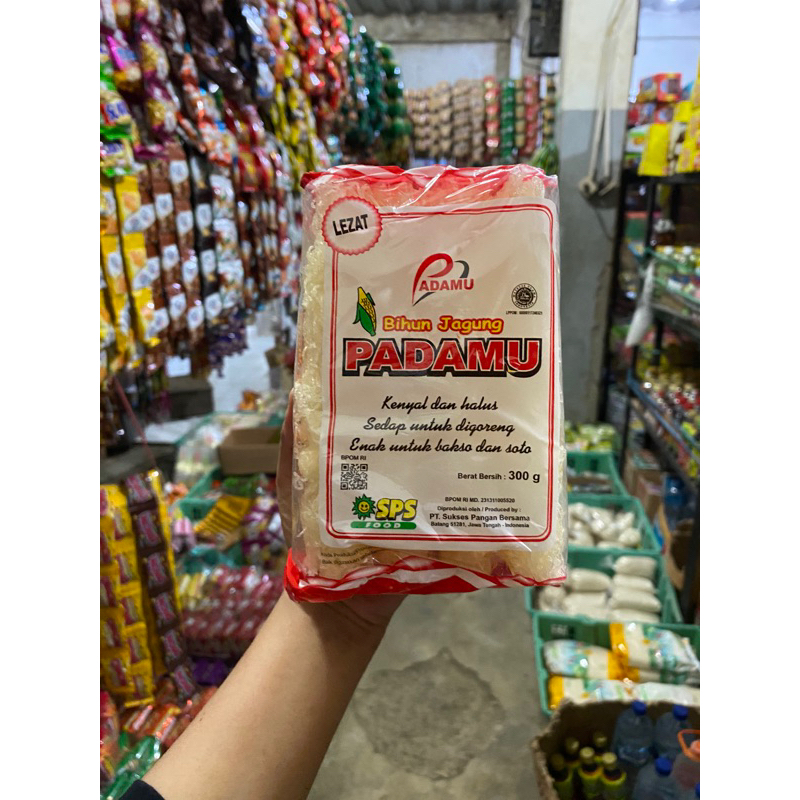 LEZAT
PADAMU
Bihun Jagung
PADAMU
Kenyal dan halus
Sedap untuk digoreng
Enak untuk bakso dan soto
BPOM RI
Berat Bersih : 300 g
BPOM RI MD. 231311005520
Diproduksi oleh / Produced by :
PT. Sukses Pangan Bersama
Batang 51281, Jawa Tengah - Indonesia
SPS
FOOD